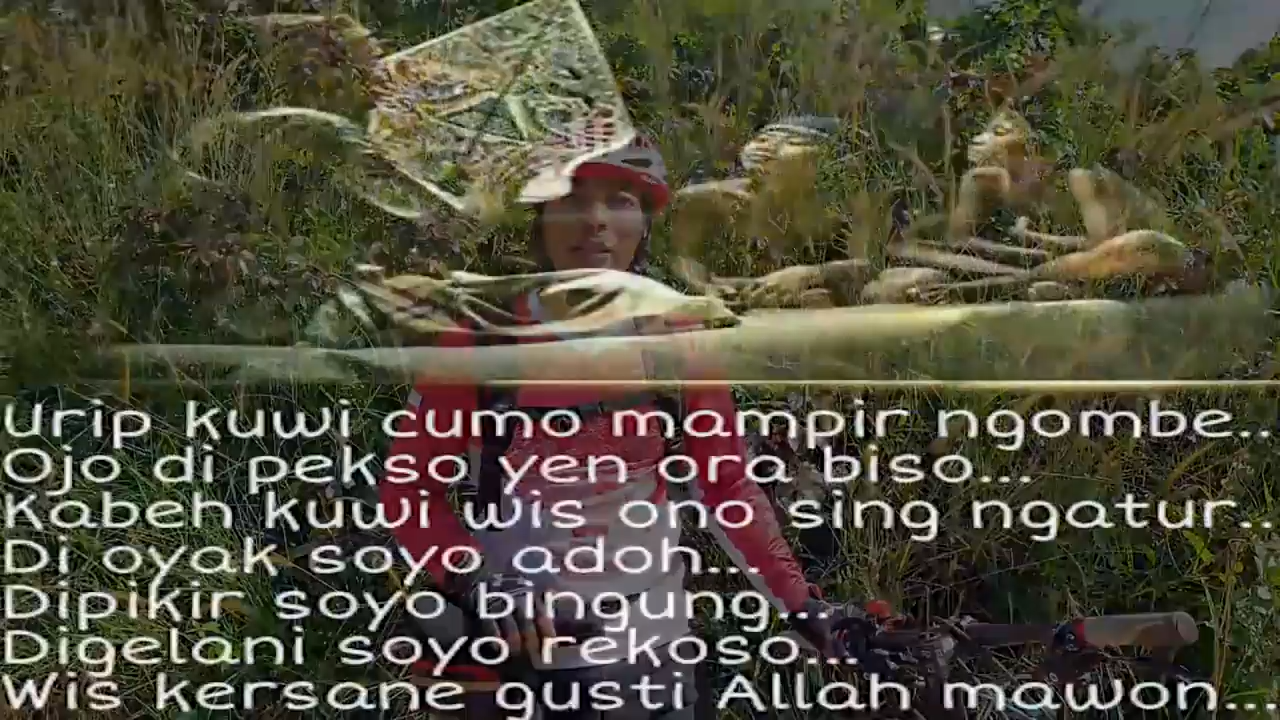 Urip kuwi cumo mampir ngombe..
Ojo di pekso yen ora biso...
Kabeh kuwi wis ono sing ngatur..
Di oyak soyo adoh...
Dipikir soyo bingung...
Digelani soyo rekoso...
Wis kersane gusti Allah mawon...